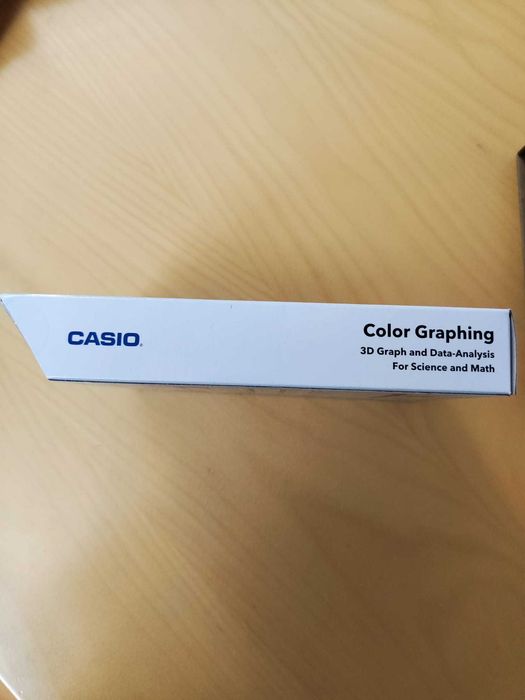 CASIO
Color Graphing
3D Graph and Data-Analysis
For Science and Math